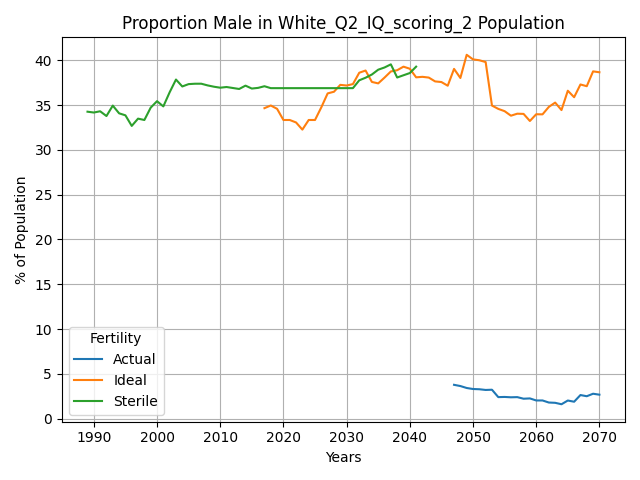 Proportion Male in White_Q2_IQ_scoring_2 Population
% of Population
40
35
30
25
20
15
10
5
0
Fertility
Actual
Ideal
Sterile
1990 2000 2010 2020 2030 2040 2050 2060 2070
Years